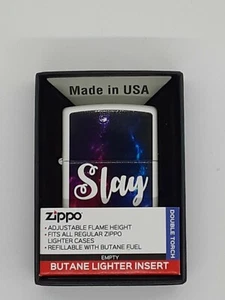 Made in USA
Slay
zippo
• ADJUSTABLE FLAME HEIGHT
• FITS ALL REGULAR ZIPPO
LIGHTER CASES
• REFILLABLE WITH BUTANE FUEL
DOUBLE TORCH
EMPTY
BUTANE LIGHTER INSERT